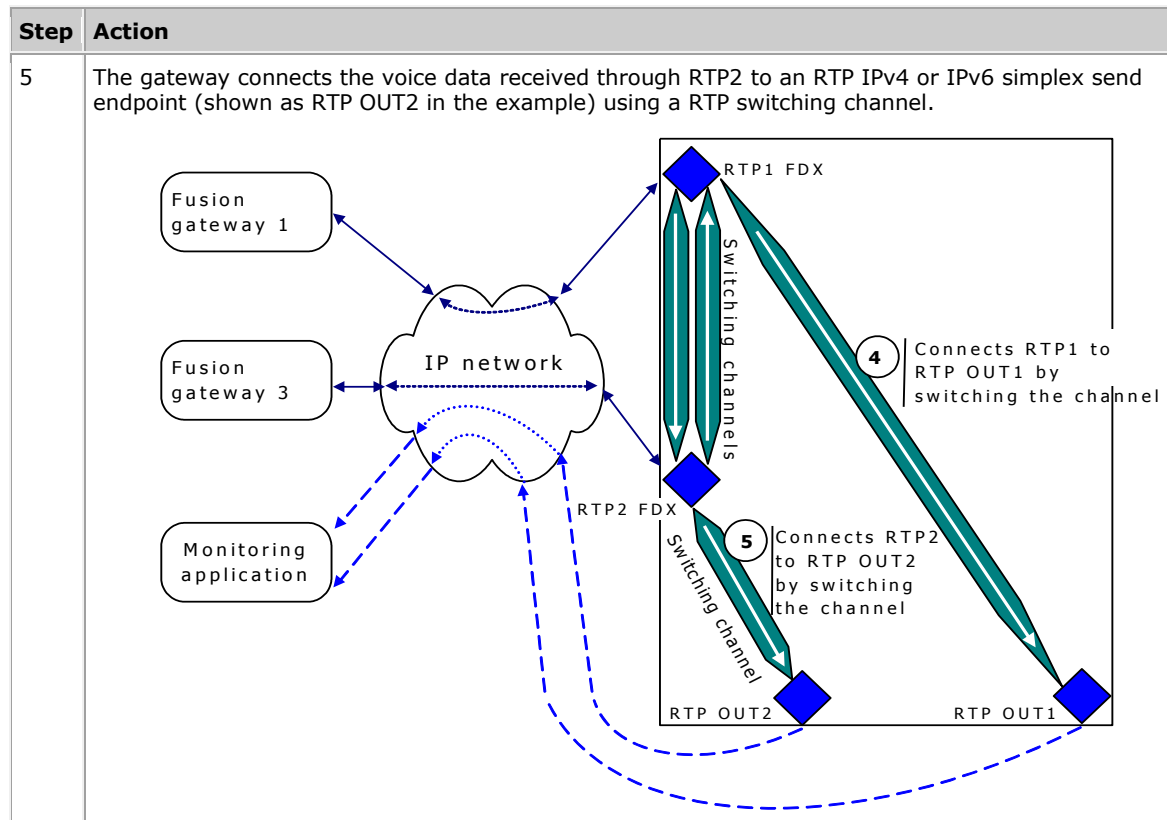 Step Action
5 The gateway connects the voice data received through RTP2 to an RTP IPv4 or IPv6 simplex send
endpoint (shown as RTP OUT2 in the example) using a RTP switching channel.
RTP1 FDX
Fusion
gateway 1
Switching channels
IP network
Fusion
gateway 3
4
Connects RTP1 to
RTP OUT1 by
switching the channel
RTP2 FDX
Monitoring
application
5
Connects RTP2
to RTP OUT2
by switching
the channel
Switching channel
RTP OUT2
RTP OUT1